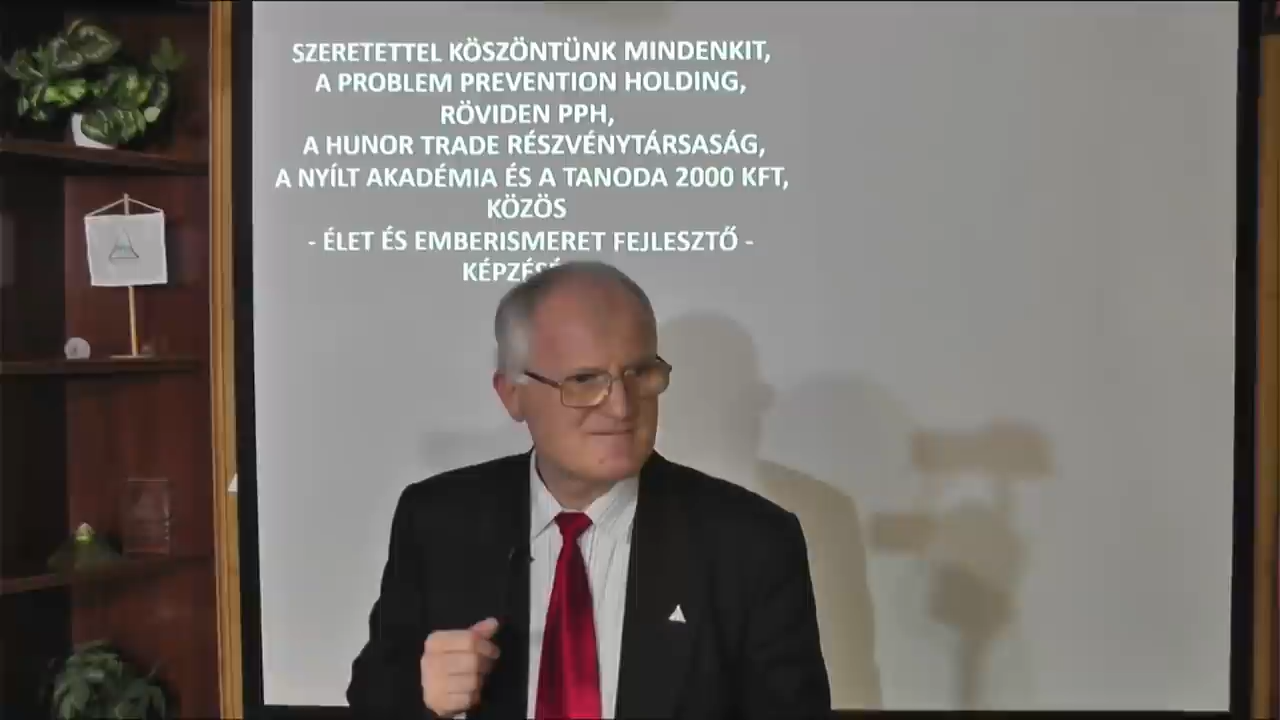 SZERETETTEL KÖSZÖNTÜNK MINDENKIT,
A PROBLEM PREVENTION HOLDING,
RÖVIDEN PPH,
A HUNOR TRADE RÉSZVÉNYTÁRSASÁG,
A NYÍLT AKADÉMIA ÉS A TANODA 2000 KFT,
KÖZÖS
- ÉLET ÉS EMBERISMERET FEJLESZTŐ -